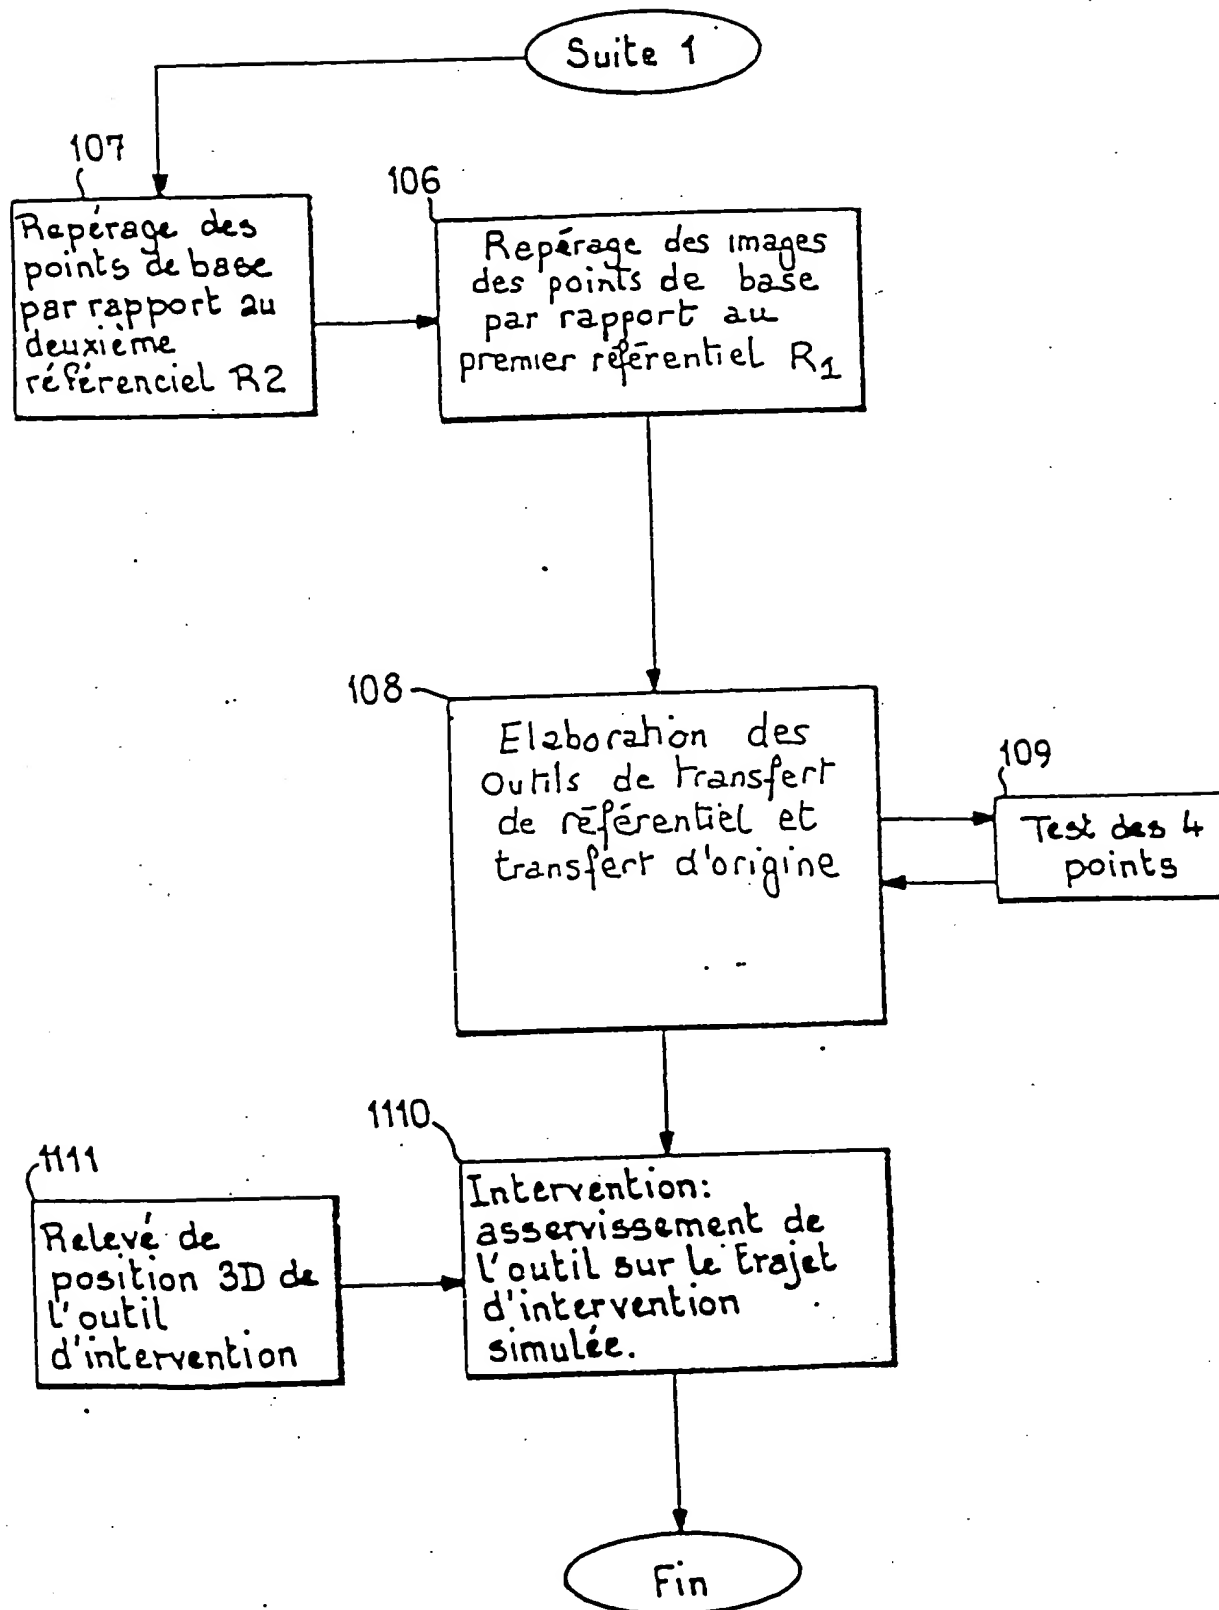 Suite 1
107
Repérage des
points de base
par rapport au
deuxième
référenciel R2
106
Repérage des images
des points de base
par rapport au
premier référentiel R1
108
Elaboration des
Outils de transfert
de référentiel et
transfert d'origine
109
Test des 4
points
1110
Intervention:
asservissement de
l'outil sur le trajet
d'intervention
simulée.
1111
Relevé de
position 3D de
l'outil
d'intervention
Fin